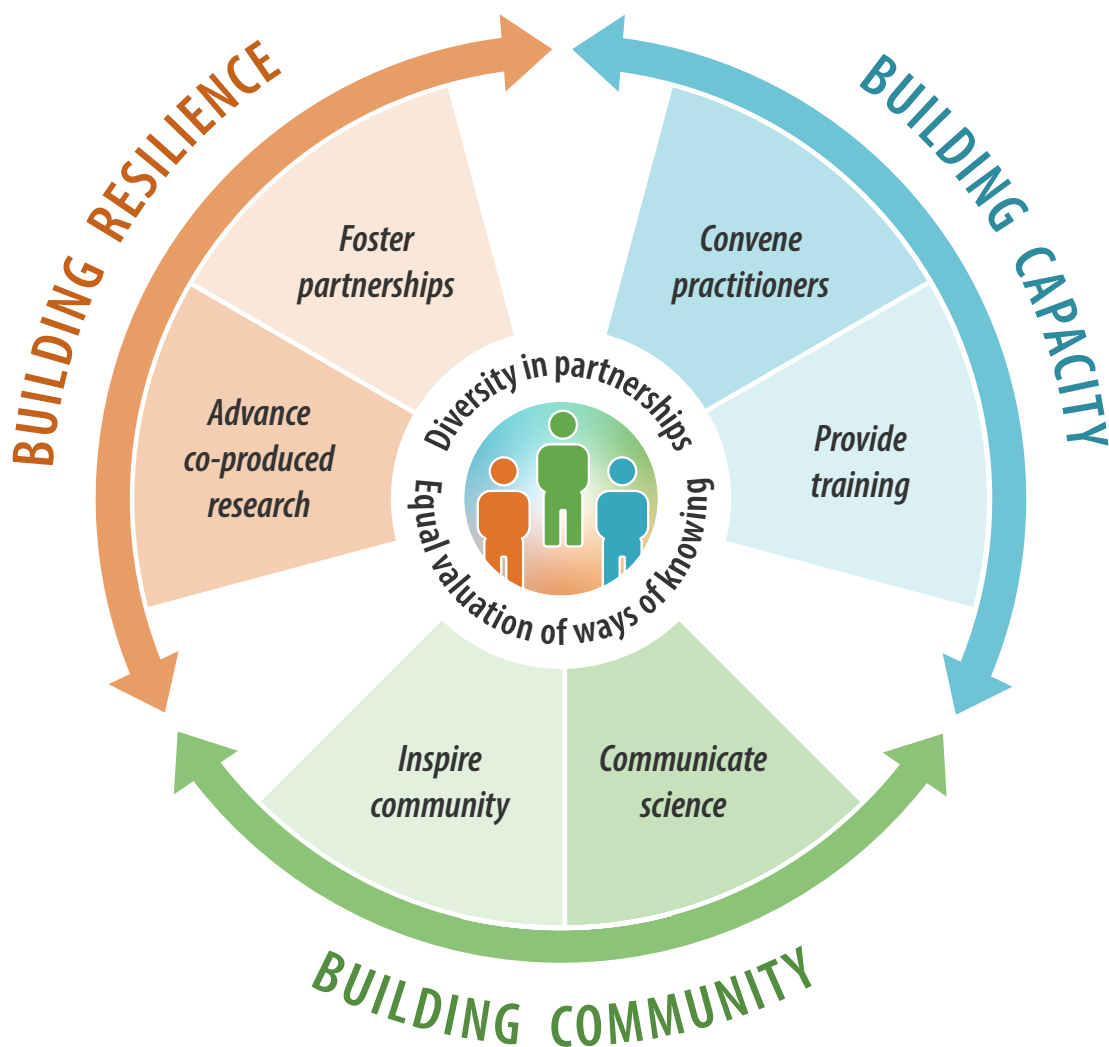 BUILDING RESILIENCE
BUILDING CAPACITY
Foster
partnerships
Convene
practitioners
Advance
co-produced
research
Provide
training
Diversity in partnerships
Equal valuation of ways of knowing
Inspire
community
Communicate
science
BUILDING COMMUNITY